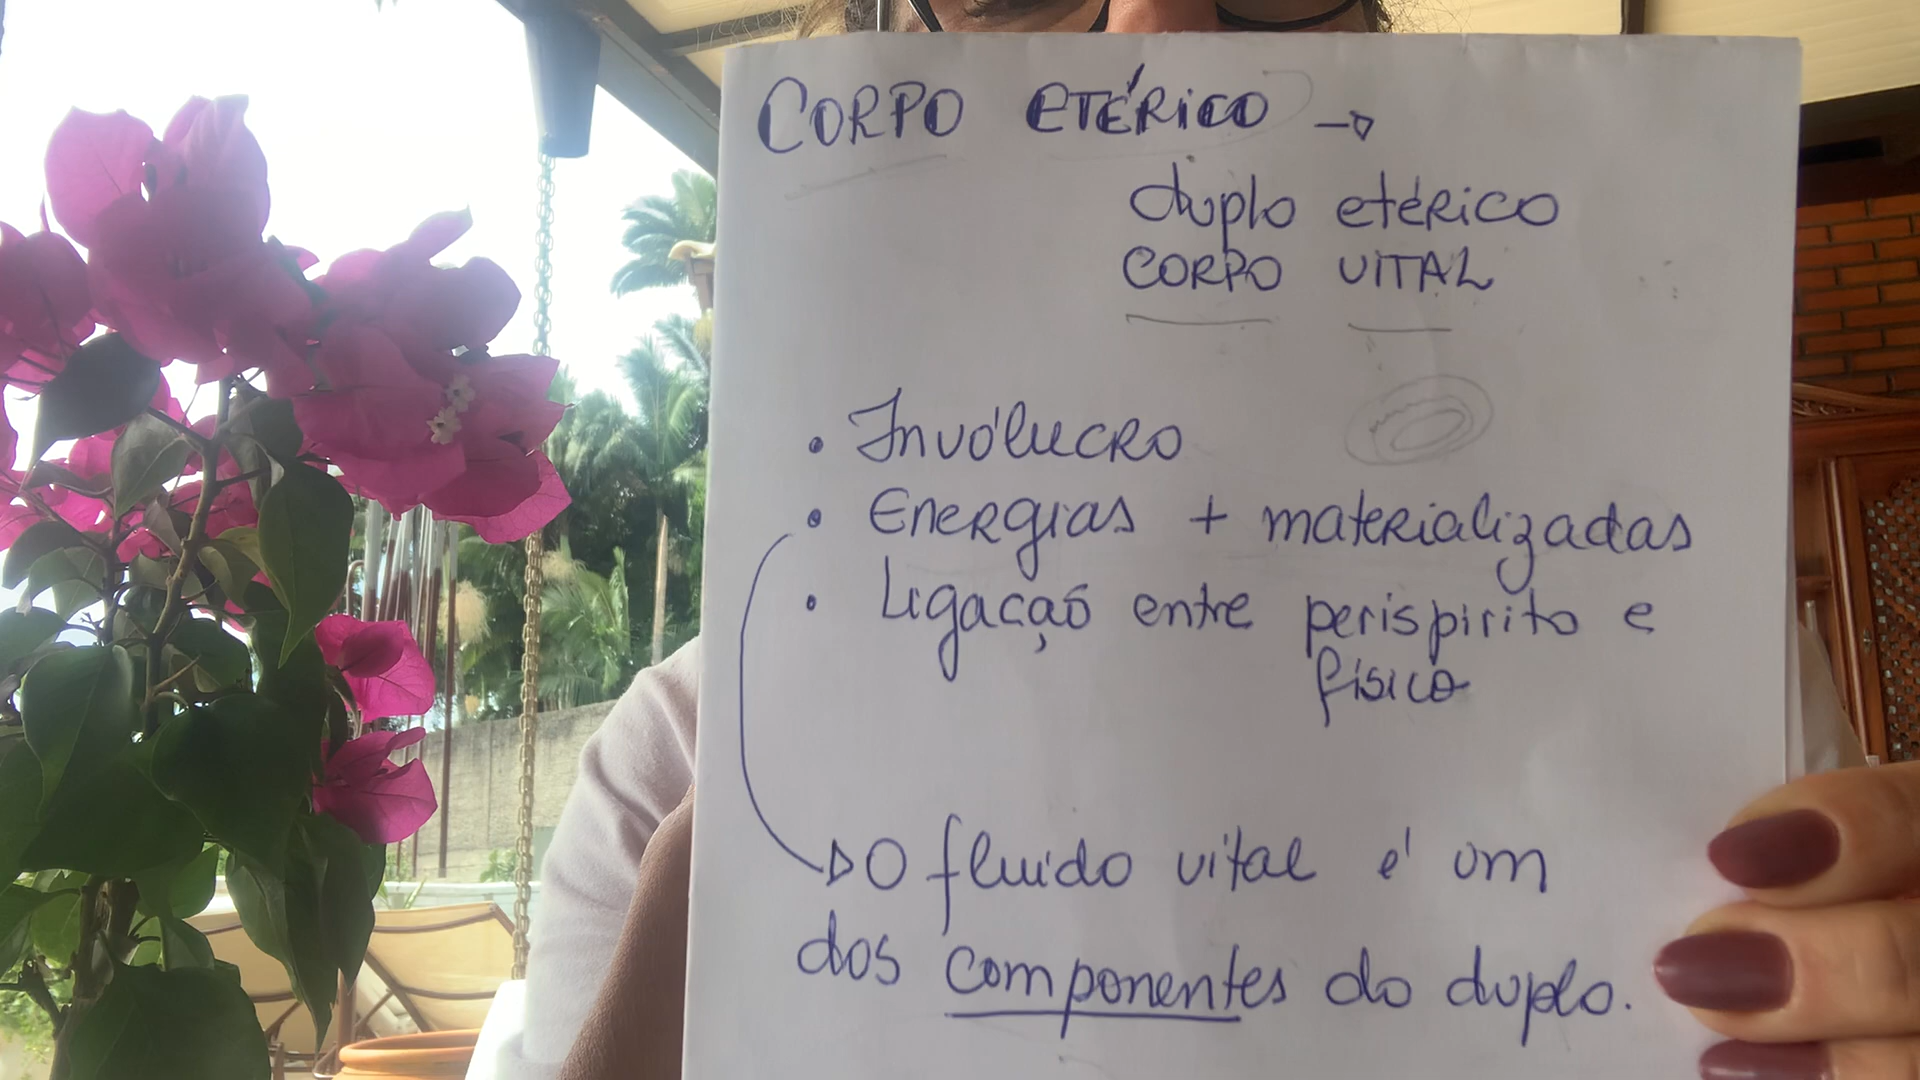 CORPO ETÉRICO →
duplo etérico
CORPO VITAL
• Invólucro
• Energias + materializadas
• Ligação entre perispirito e
físico
→ O fluido vital é um
dos componentes do duplo.